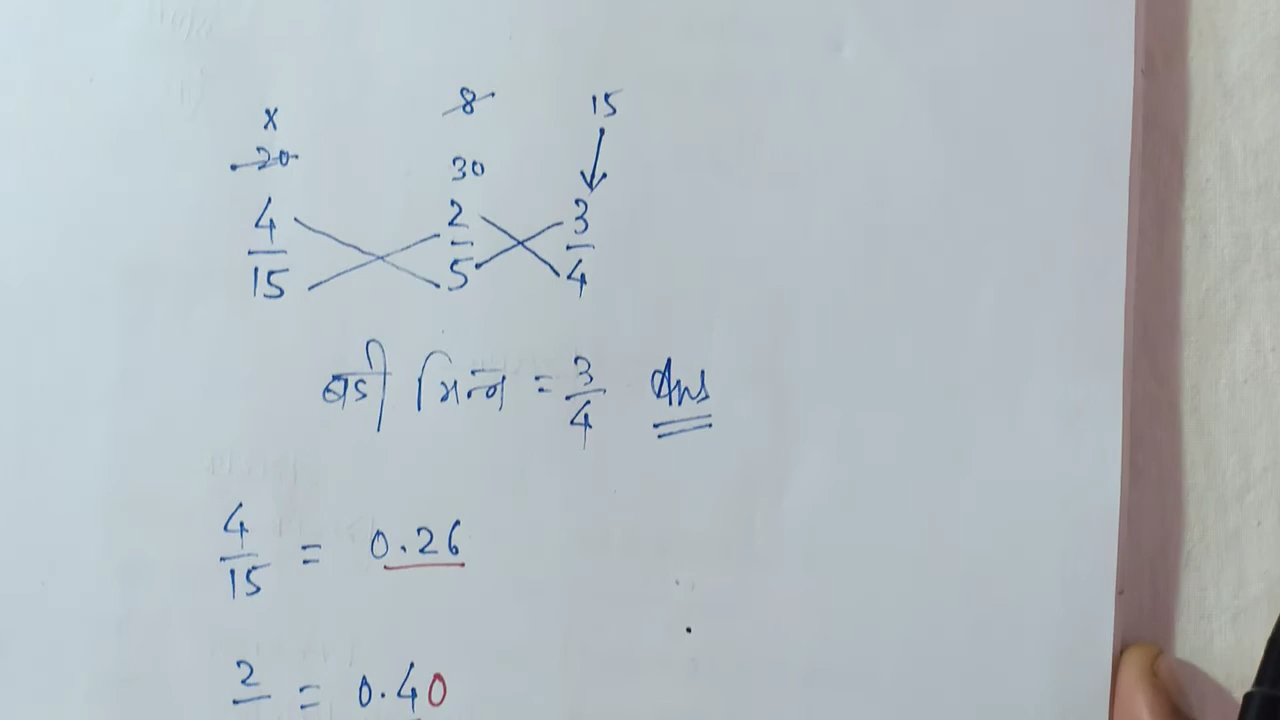 x 8 15
20 30
4/15 2/5 3/4
बडी भिन्न = 3/4 Ans
4/15 = 0.26
2 = 0.40